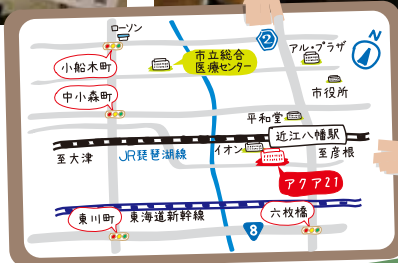 ローソン
2
アル・プラザ
N
小船木町
市立総合
医療センター
市役所
中小森町
平和堂
近江八幡駅
至大津
JR琵琶湖線
イオン
至彦根
アクア21
東川町
東海道新幹線
六枚橋
8